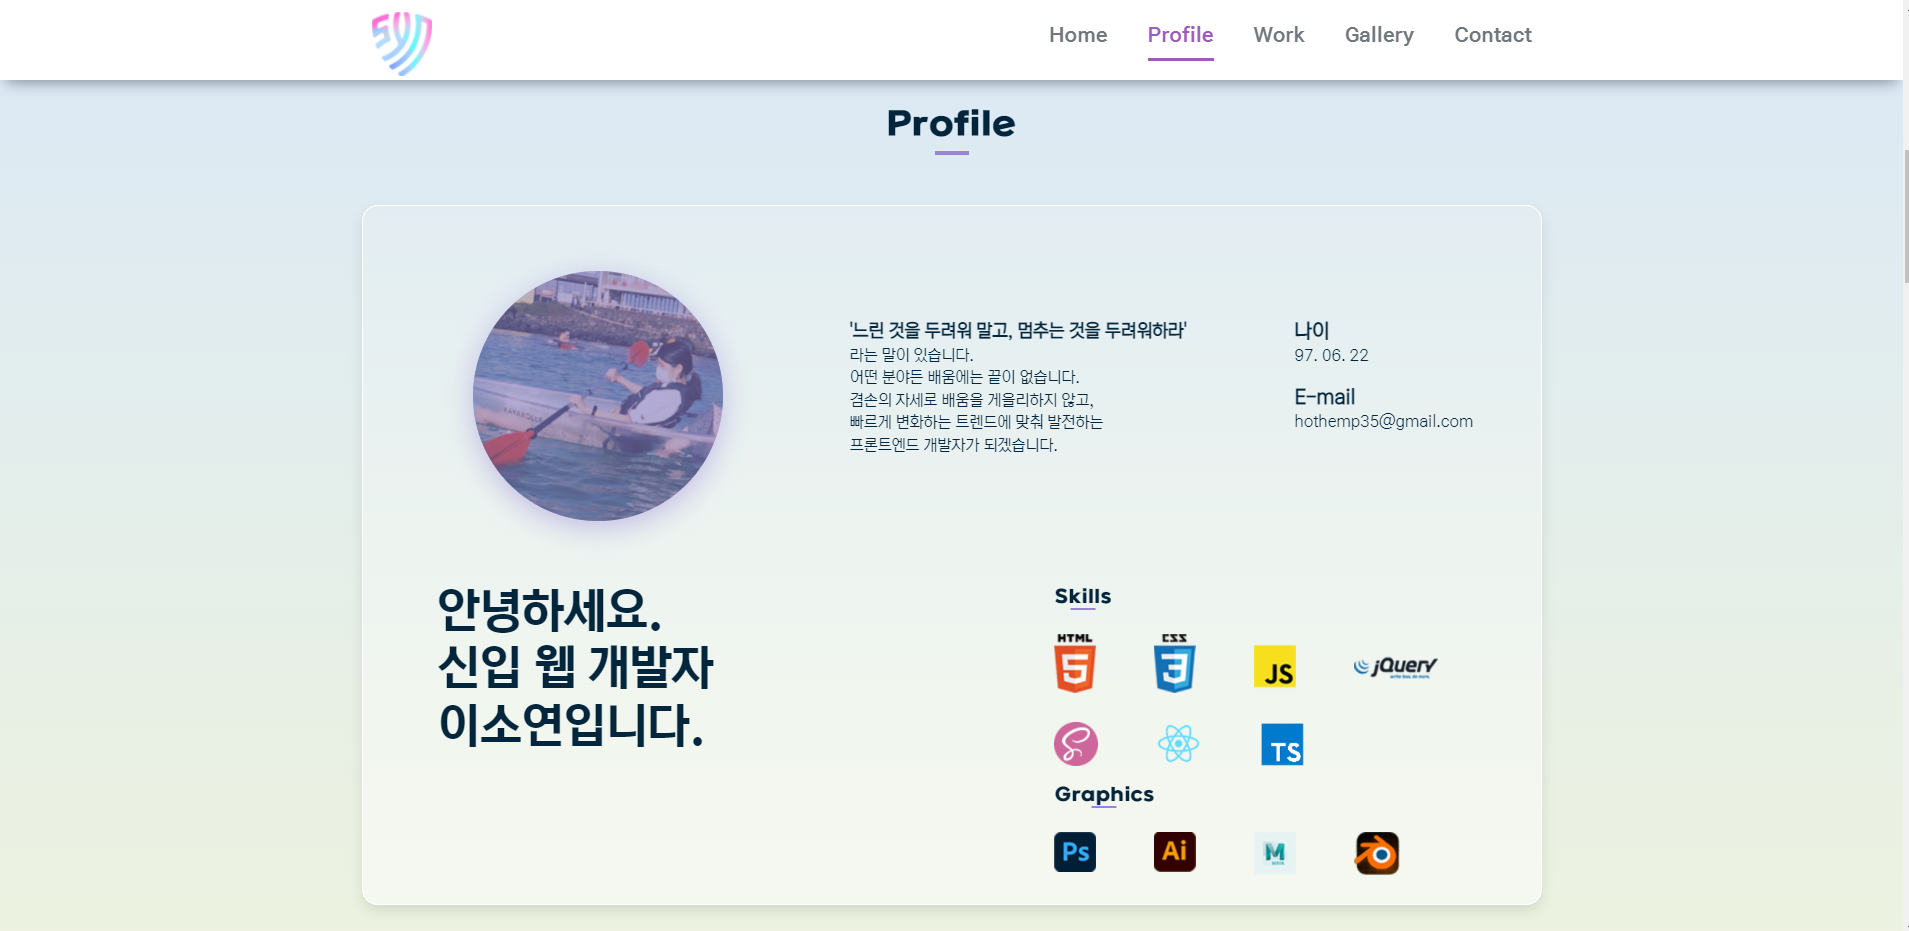 SYD
Home Profile Work Gallery Contact
Profile
'느린 것을 두려워 말고, 멈추는 것을 두려워하라'
라는 말이 있습니다.
어떤 분야든 배움에는 끝이 없습니다.
겸손의 자세로 배움을 게을리하지 않고,
빠르게 변화하는 트렌드에 맞춰 발전하는
프론트엔드 개발자가 되겠습니다.
나이
97. 06. 22
E-mail
hothemp35@gmail.com
안녕하세요.
신입 웹 개발자
이소연입니다.
Skills
HTML 5
CSS 3
JS
jQuery
write less, do more.
TS
Graphics
Ps
Ai
M